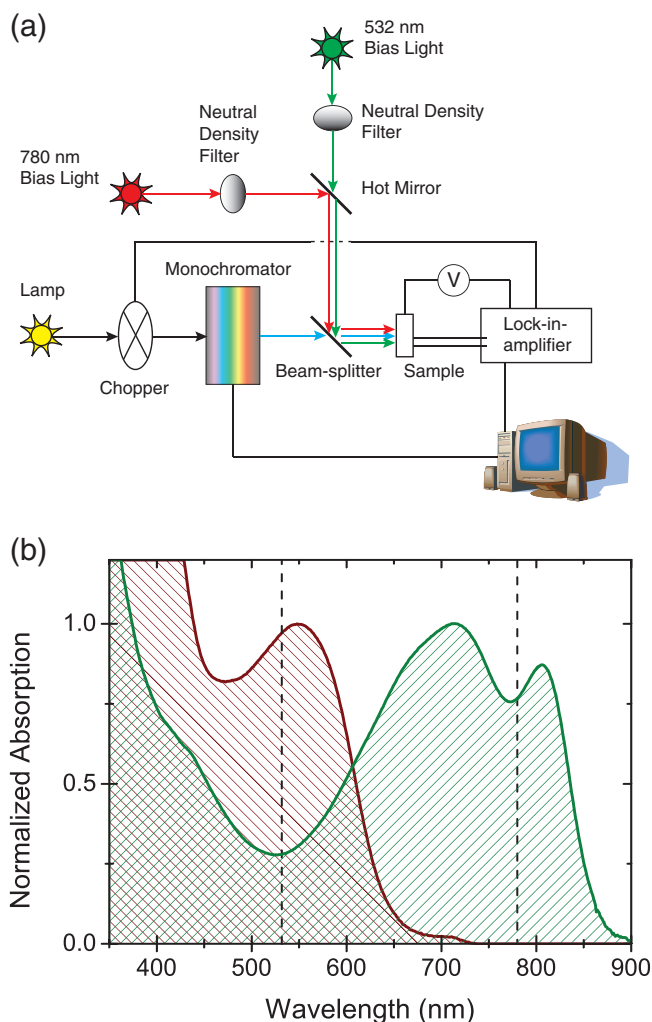 (a)
532 nm
Bias Light
Neutral
Density
Filter
Neutral Density
Filter
780 nm
Bias Light
Hot Mirror
Monochromator
Lamp
V
Lock-in-
amplifier
Chopper
Beam-splitter
Sample
(b)
Normalized Absorption
1.0
0.5
0.0
400
500
600
700
800
900
Wavelength (nm)